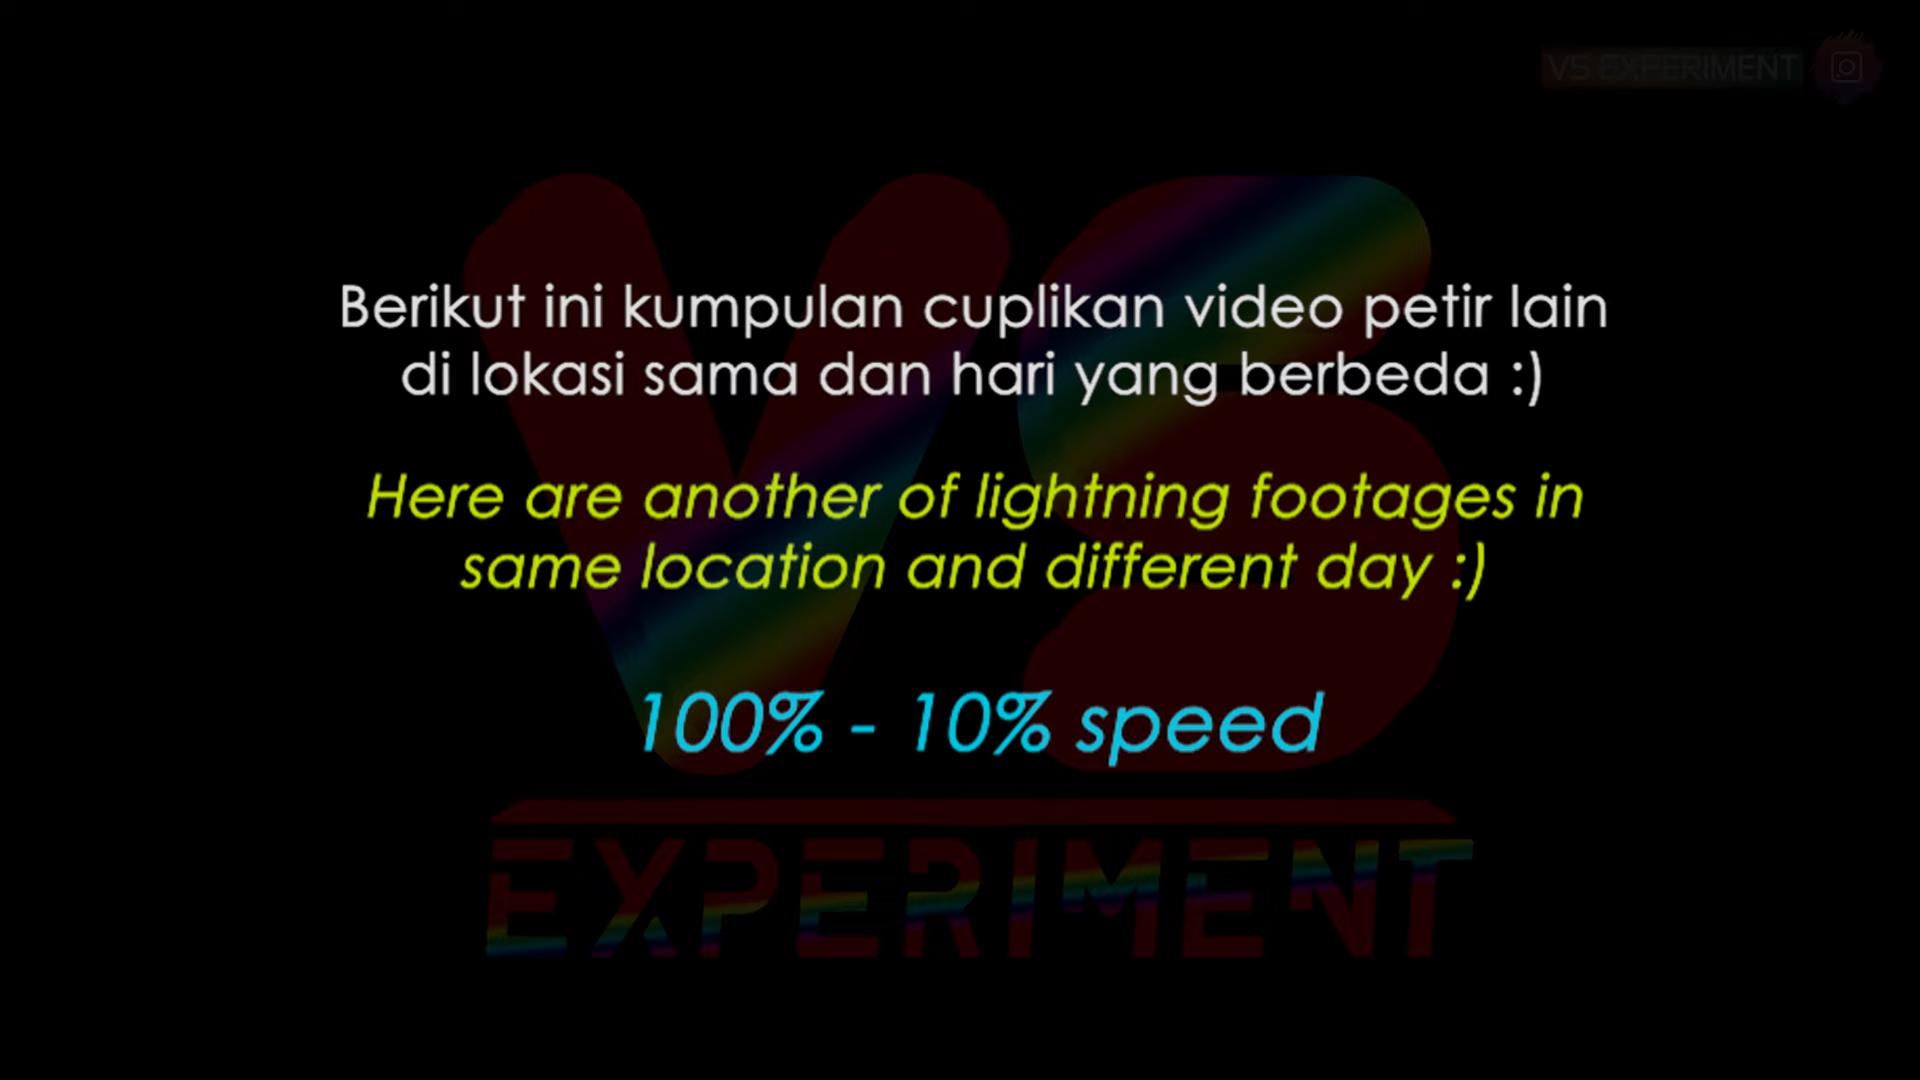 VS EXPERIMENT
VS
Berikut ini kumpulan cuplikan video petir lain
di lokasi sama dan hari yang berbeda :)
Here are another of lightning footages in
same location and different day :)
100% - 10% speed
EXPERIMENT